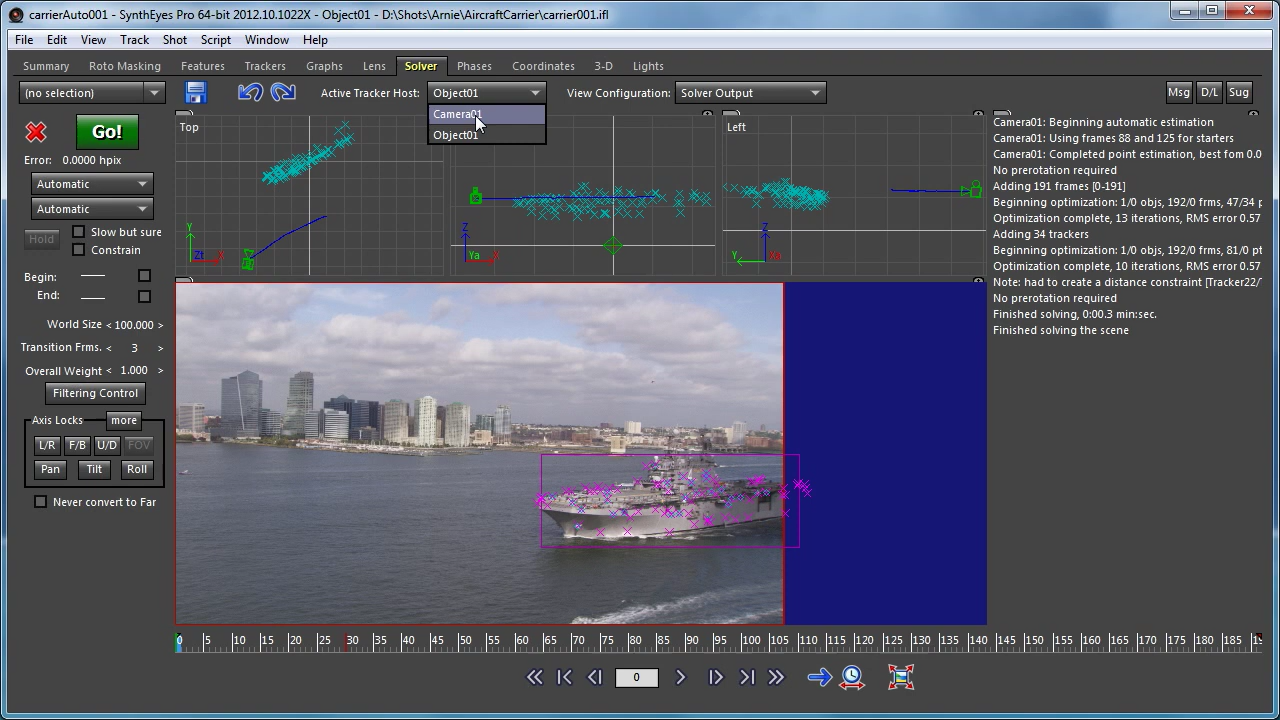 carrierAuto001 - SynthEyes Pro 64-bit 2012.10.1022X - Object01 - D:\Shots\Arnie\AircraftCarrier\carrier001.ifl
File Edit View Track Shot Script Window Help
Summary Roto Masking Features Trackers Graphs Lens Solver Phases Coordinates 3-D Lights
(no selection) Active Tracker Host: Object01 View Configuration: Solver Output Msg D/L Sug
Camera01
Object01
Go!
Error: 0.0000 hpix
Automatic
Automatic
Hold Slow but sure
Constrain
Begin:
End:
World Size < 100.000 >
Transition Frms. < 3 >
Overall Weight < 1.000 >
Filtering Control
Axis Locks more
L/R F/B U/D FOV
Pan Tilt Roll
Never convert to Far
Top
Y
Zt X
Z
Ya X
Left
Z
Y Xa
Camera01: Beginning automatic estimation
Camera01: Using frames 88 and 125 for starters
Camera01: Completed point estimation, best fom 0.0
No prerotation required
Adding 191 frames [0-191]
Beginning optimization: 1/0 objs, 192/0 frms, 47/34 p
Optimization complete, 13 iterations, RMS error 0.57
Adding 34 trackers
Beginning optimization: 1/0 objs, 192/0 frms, 81/0 pt
Optimization complete, 10 iterations, RMS error 0.57
Note: had to create a distance constraint [Tracker22/
No prerotation required
Finished solving, 0:00.3 min:sec.
Finished solving the scene
0 5 10 15 20 25 30 35 40 45 50 55 60 65 70 75 80 85 90 95 100 105 110 115 120 125 130 135 140 145 150 155 160 165 170 175 180 185
0